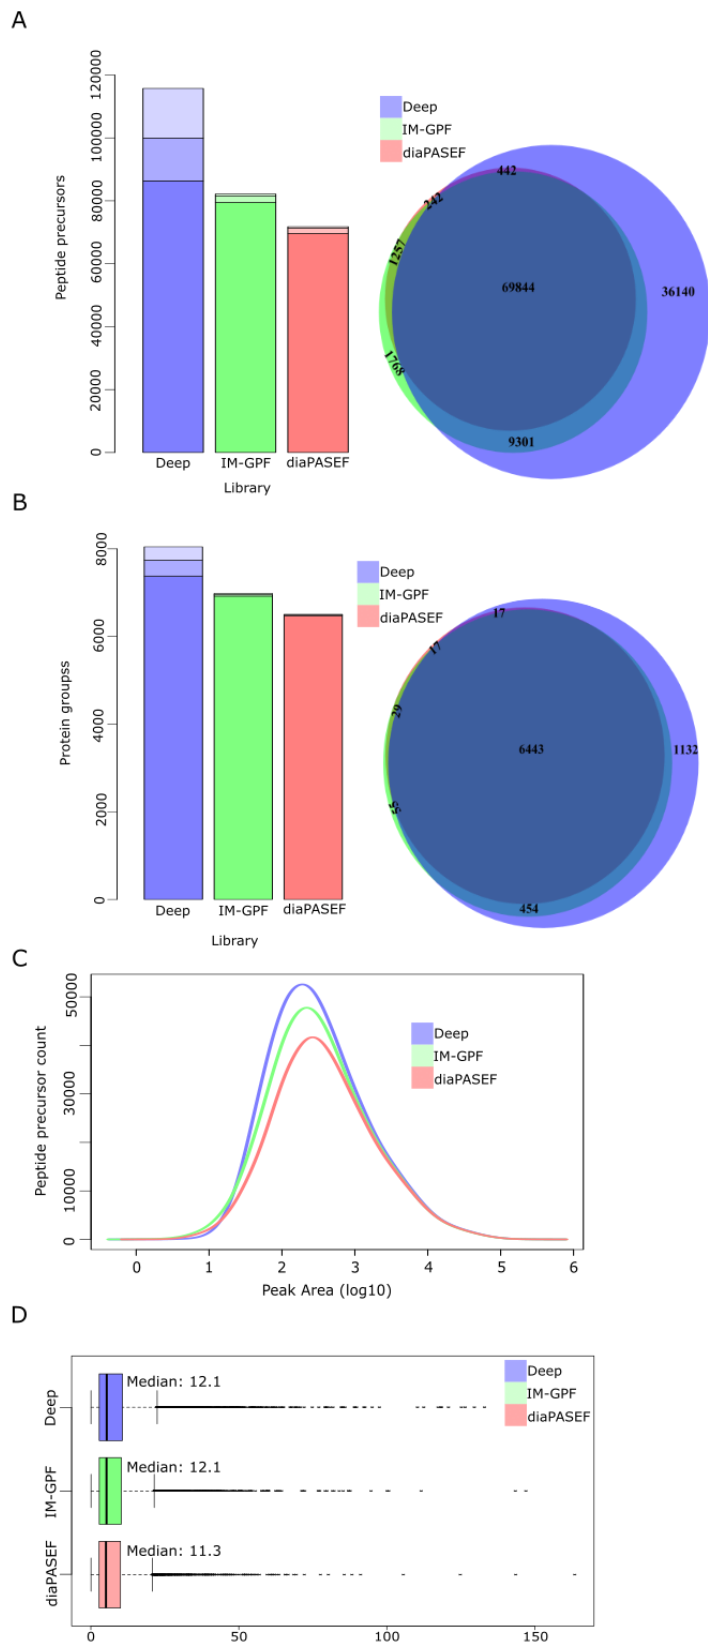 A
Peptide precursors
0
20000
40000
60000
80000
100000
120000
Deep IM-GPF diaPASEF
Library
Deep
IM-GPF
diaPASEF
442
242
1257
69844
36140
1768
9301
B
Protein groupss
0
2000
4000
6000
8000
Deep IM-GPF diaPASEF
Library
Deep
IM-GPF
diaPASEF
17
17
29
6443
1132
55
454
C
Peptide precursor count
0
10000
30000
50000
Deep
IM-GPF
diaPASEF
0 1 2 3 4 5 6
Peak Area (log10)
D
Deep
IM-GPF
diaPASEF
Median: 12.1
Median: 12.1
Median: 11.3
Deep
IM-GPF
diaPASEF
0 50 100 150